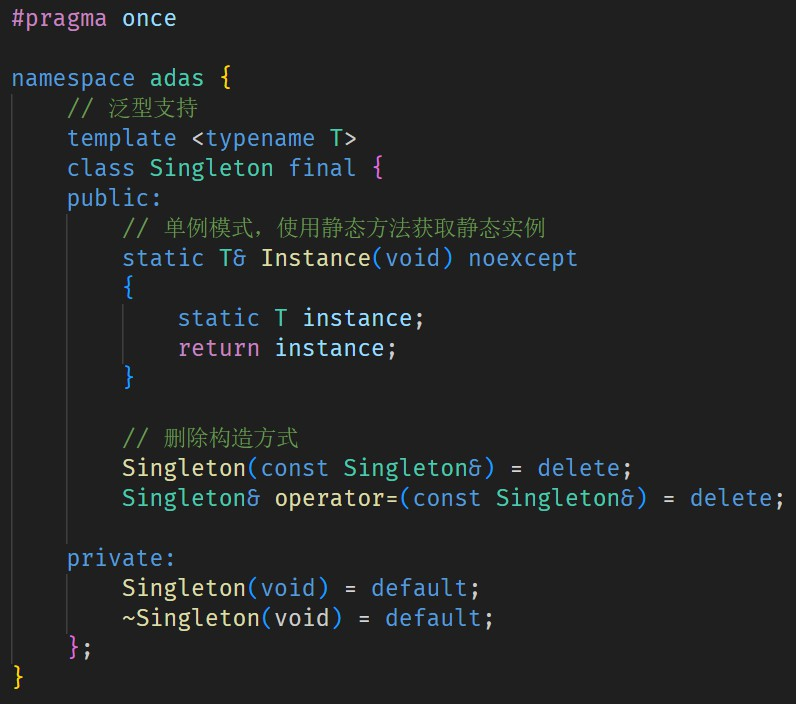 #pragma once
namespace adas {
// 泛型支持
template <typename T>
class Singleton final {
public:
// 单例模式，使用静态方法获取静态实例
static T& Instance(void) noexcept
{
static T instance;
return instance;
}
// 删除构造方式
Singleton(const Singleton&) = delete;
Singleton& operator=(const Singleton&) = delete;
private:
Singleton(void) = default;
~Singleton(void) = default;
};
}